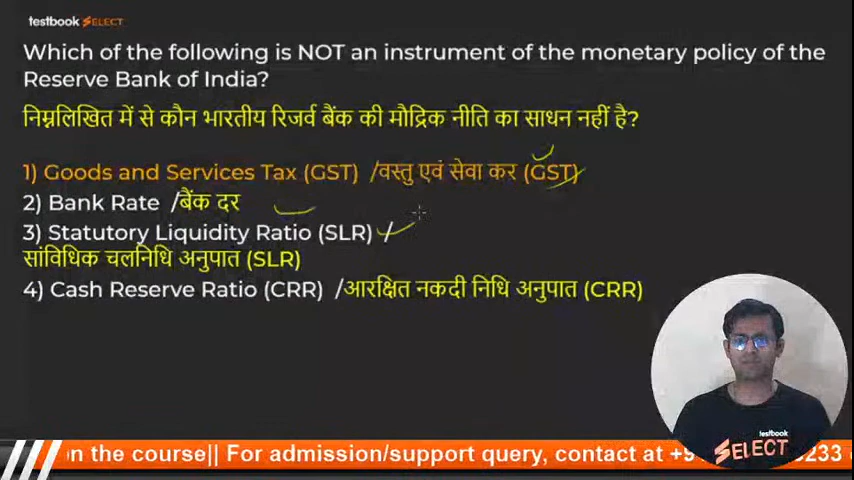 testbook SELECT
Which of the following is NOT an instrument of the monetary policy of the
Reserve Bank of India?
निम्नलिखित में से कौन भारतीय रिजर्व बैंक की मौद्रिक नीति का साधन नहीं है?
1) Goods and Services Tax (GST) /वस्तु एवं सेवा कर (GST)
2) Bank Rate /बैंक दर
3) Statutory Liquidity Ratio (SLR) /
सांविधिक चलनिधि अनुपात (SLR)
4) Cash Reserve Ratio (CRR) /आरक्षित नकदी निधि अनुपात (CRR)
testbook
SELECT
on the course|| For admission/support query, contact at